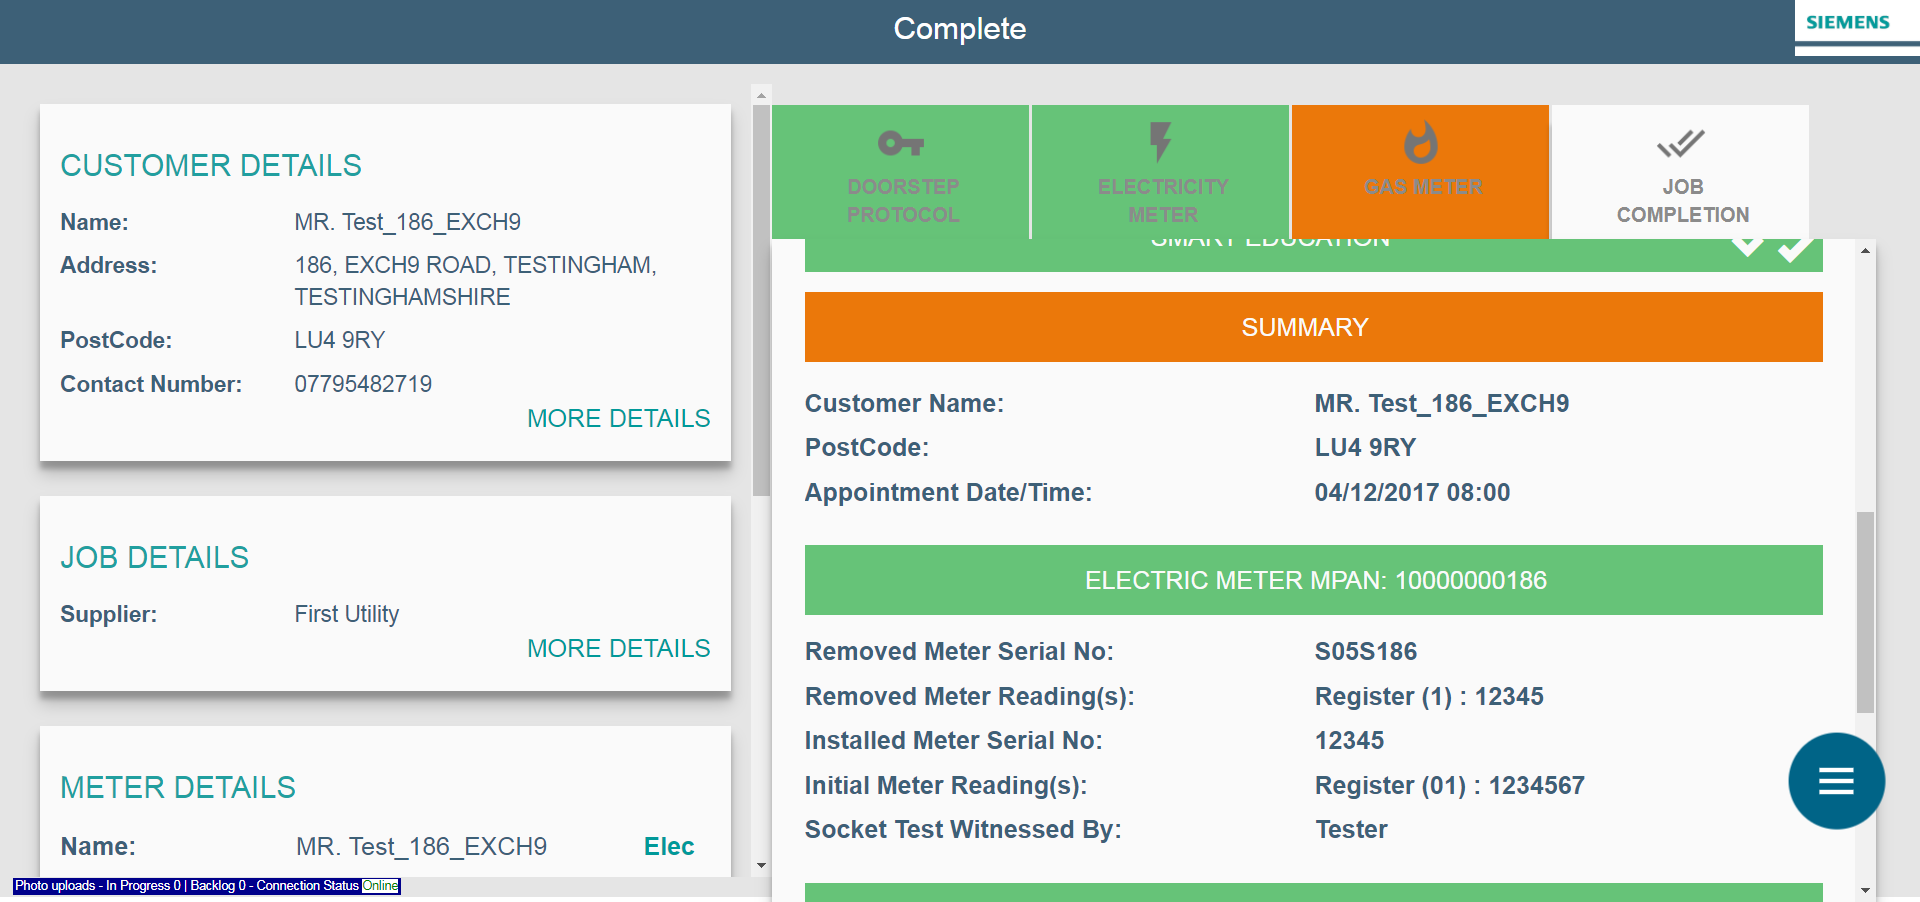 Complete
SIEMENS
CUSTOMER DETAILS
Name: MR. Test_186_EXCH9
Address: 186, EXCH9 ROAD, TESTINGHAM,
TESTINGHAMSHIRE
PostCode: LU4 9RY
Contact Number: 07795482719
MORE DETAILS
JOB DETAILS
Supplier: First Utility
MORE DETAILS
METER DETAILS
Name: MR. Test_186_EXCH9 Elec
Photo uploads - In Progress 0 | Backlog 0 - Connection Status Online
DOORSTEP
PROTOCOL
ELECTRICITY
METER
GAS METER
JOB
COMPLETION
SMART EDUCATION
SUMMARY
Customer Name: MR. Test_186_EXCH9
PostCode: LU4 9RY
Appointment Date/Time: 04/12/2017 08:00
ELECTRIC METER MPAN: 10000000186
Removed Meter Serial No: S05S186
Removed Meter Reading(s): Register (1) : 12345
Installed Meter Serial No: 12345
Initial Meter Reading(s): Register (01) : 1234567
Socket Test Witnessed By: Tester